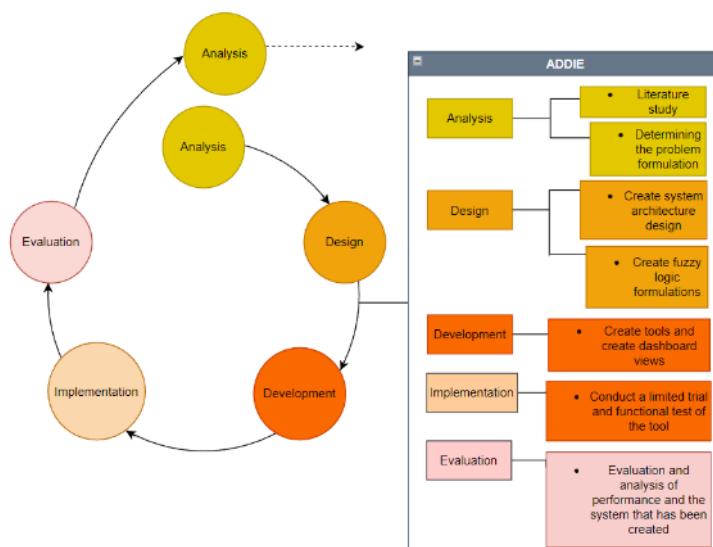 Analysis
Analysis
Design
Evaluation
Implementation
Development
ADDIE
Analysis
• Literature
study
• Determining
the problem
formulation
Design
• Create system
architecture
design
• Create fuzzy
logic
formulations
Development
• Create tools and
create dashboard
views
Implementation
• Conduct a limited trial
and functional test of
the tool
Evaluation
• Evaluation and
analysis of
performance and the
system that has been
created